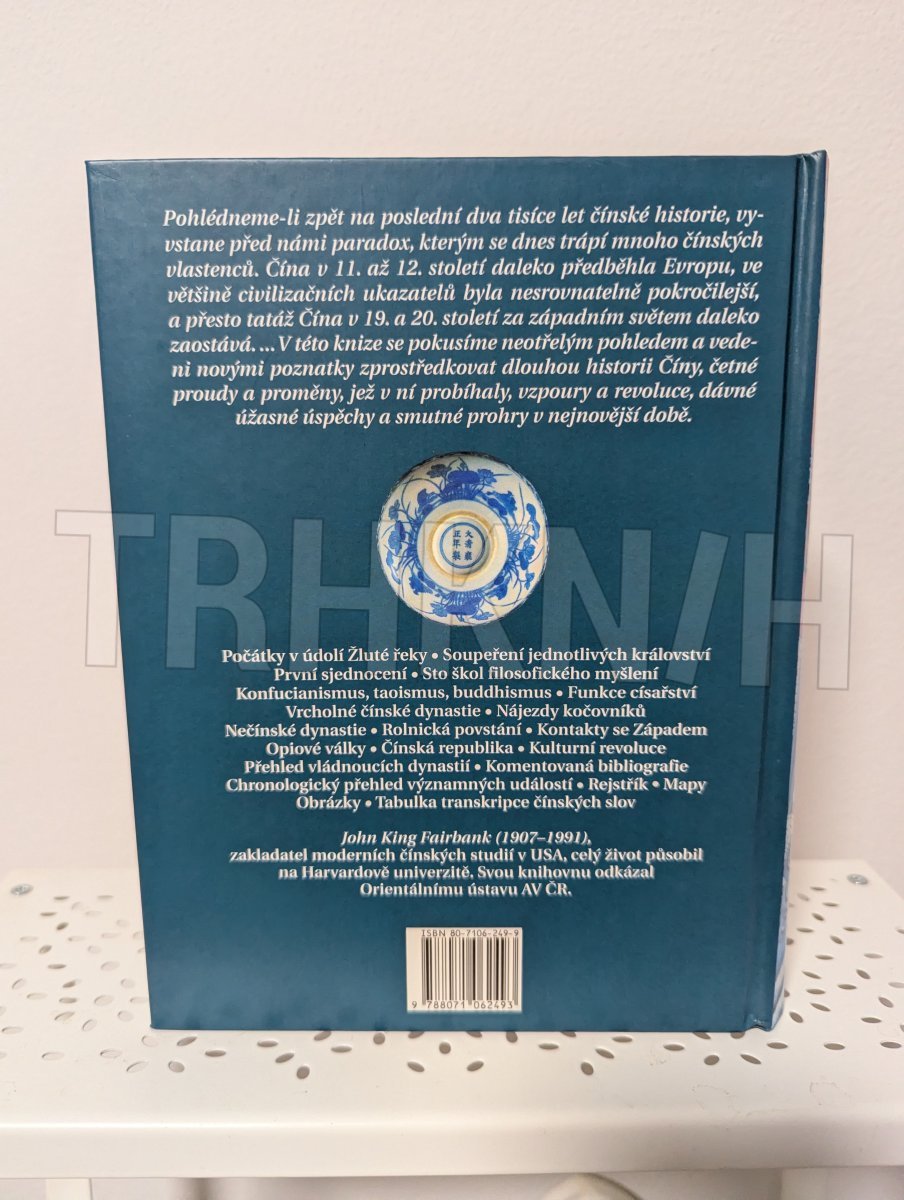 Pohlédneme-li zpět na poslední dva tisíce let čínské historie, vy-
vstane před námi paradox, kterým se dnes trápí mnoho čínských
vlastenců. Čína v 11. až 12. století daleko předběhla Evropu, ve
většině civilizačních ukazatelů byla nesrovnatelně pokročilejší,
a přesto tatáž Čína v 19. a 20. století za západním světem daleko
zaostává. ...V této knize se pokusíme neotřelým pohledem a vede-
ni novými poznatky zprostředkovat dlouhou historii Číny, četné
proudy a proměny, jež v ní probíhaly, vzpoury a revoluce, dávné
úžasné úspěchy a smutné prohry v nejnovější době.
大清雍
正年製
TRHKN/H
Počátky v údolí Žluté řeky • Soupeření jednotlivých království
První sjednocení • Sto škol filosofického myšlení
Konfucianismus, taoismus, buddhismus • Funkce císařství
Vrcholné čínské dynastie • Nájezdy kočovníků
Nečínské dynastie • Rolnická povstání • Kontakty se Západem
Opiové války • Čínská republika • Kulturní revoluce
Přehled vládnoucích dynastií • Komentovaná bibliografie
Chronologický přehled významných událostí • Rejstřík • Mapy
Obrázky • Tabulka transkripce čínských slov
John King Fairbank (1907–1991),
zakladatel moderních čínských studií v USA, celý život působil
na Harvardově univerzitě. Svou knihovnu odkázal
Orientálnímu ústavu AV ČR.
ISBN 80-7106-249-9
9 788071 062493